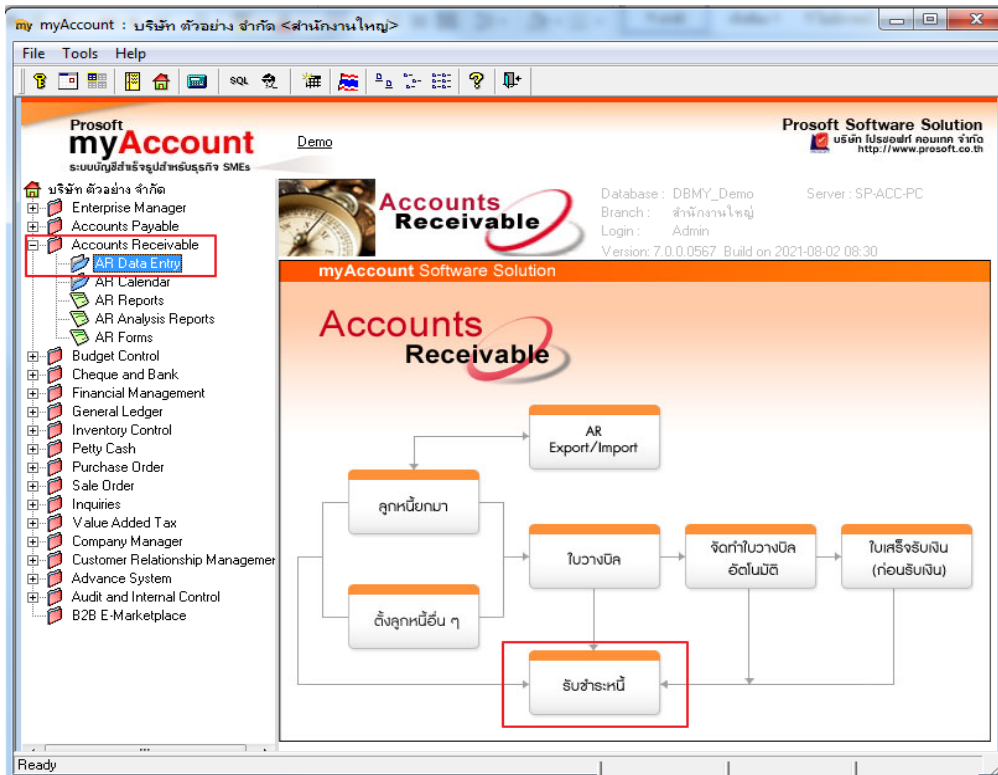 my myAccount : บริษัท ตัวอย่าง จำกัด <สำนักงานใหญ่>
File Tools Help
SQL
Prosoft
myAccount
ระบบบัญชีสำเร็จรูปสำหรับธุรกิจ SMEs
Demo
Prosoft Software Solution
บริษัท โปรซอฟท์ คอมเทค จำกัด
http://www.prosoft.co.th
บริษัท ตัวอย่าง จำกัด
Enterprise Manager
Accounts Payable
Accounts Receivable
AR Data Entry
AR Calendar
AR Reports
AR Analysis Reports
AR Forms
Budget Control
Cheque and Bank
Financial Management
General Ledger
Inventory Control
Petty Cash
Purchase Order
Sale Order
Inquiries
Value Added Tax
Company Manager
Customer Relationship Managemer
Advance System
Audit and Internal Control
B2B E-Marketplace
Accounts
Receivable
Database : DBMY_Demo Server : SP-ACC-PC
Branch : สำนักงานใหญ่
Login : Admin
Version: 7.0.0.0567 Build on 2021-08-02 08:30
myAccount Software Solution
Accounts
Receivable
AR
Export/Import
ลูกหนี้ยกมา
ใบวางบิล
จัดทำใบวางบิล
อัตโนมัติ
ใบเสร็จรับเงิน
(ก่อนรับเงิน)
ตั้งลูกหนี้อื่น ๆ
รับชำระหนี้
Ready